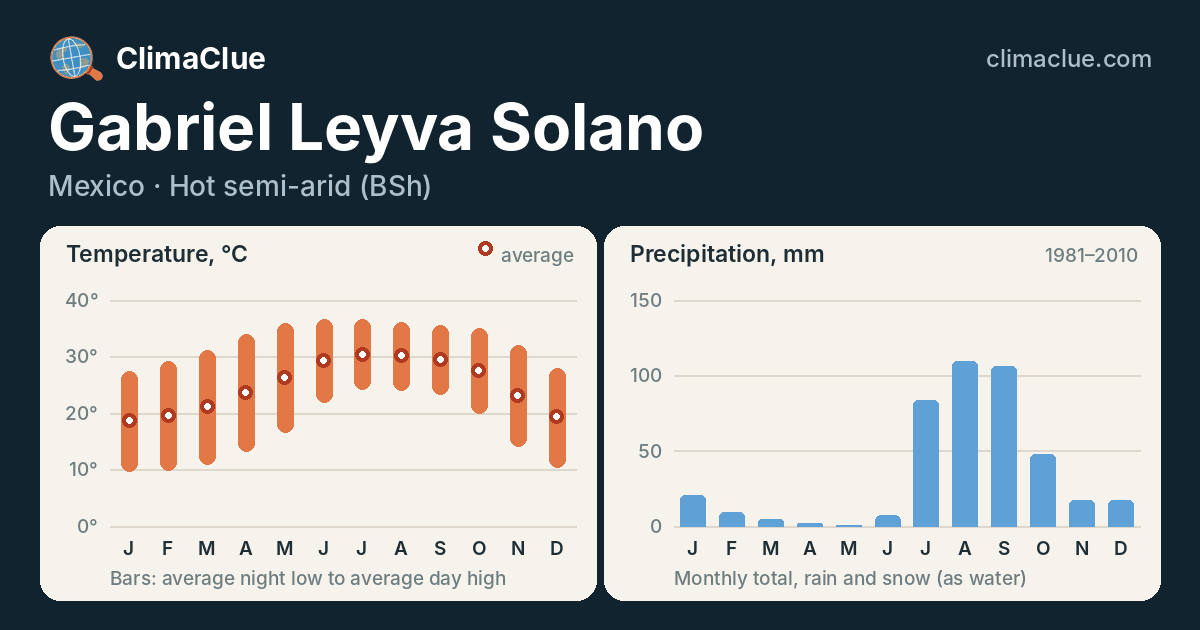 ClimaClue
climaclue.com
Gabriel Leyva Solano
Mexico · Hot semi-arid (BSh)
Temperature, °C
average
40°
30°
20°
10°
0°
J F M A M J J A S O N D
Bars: average night low to average day high
Precipitation, mm
1981–2010
150
100
50
0
J F M A M J J A S O N D
Monthly total, rain and snow (as water)